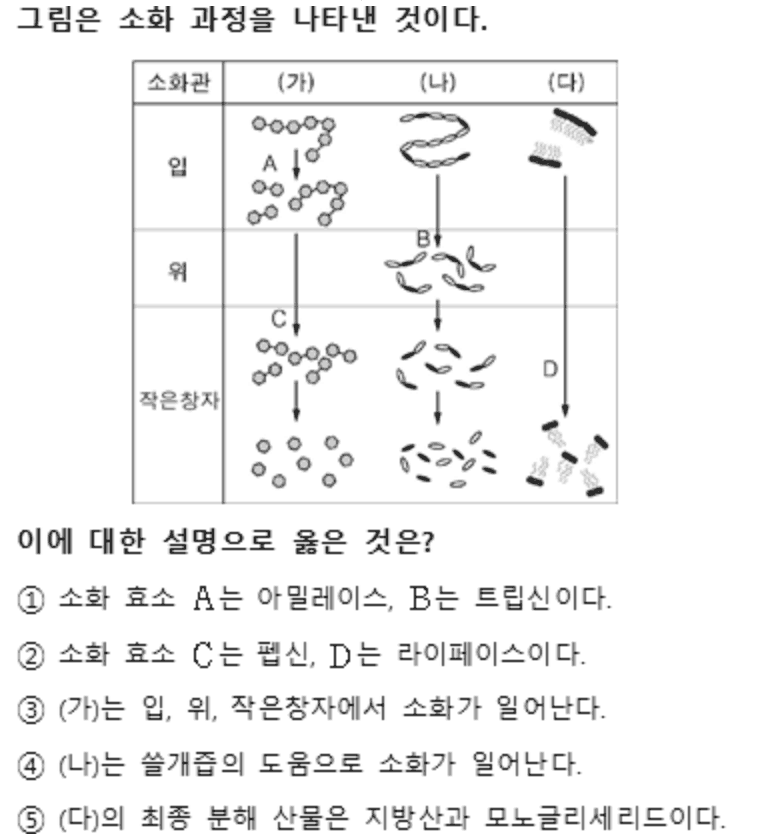 그림은 소화 과정을 나타낸 것이다.
소화관 (가) (나) (다)
입 A
위 B
C
작은창자 D
이에 대한 설명으로 옳은 것은?
① 소화 효소 A는 아밀레이스, B는 트립신이다.
② 소화 효소 C는 펩신, D는 라이페이스이다.
③ (가)는 입, 위, 작은창자에서 소화가 일어난다.
④ (나)는 쓸개즙의 도움으로 소화가 일어난다.
⑤ (다)의 최종 분해 산물은 지방산과 모노글리세리드이다.